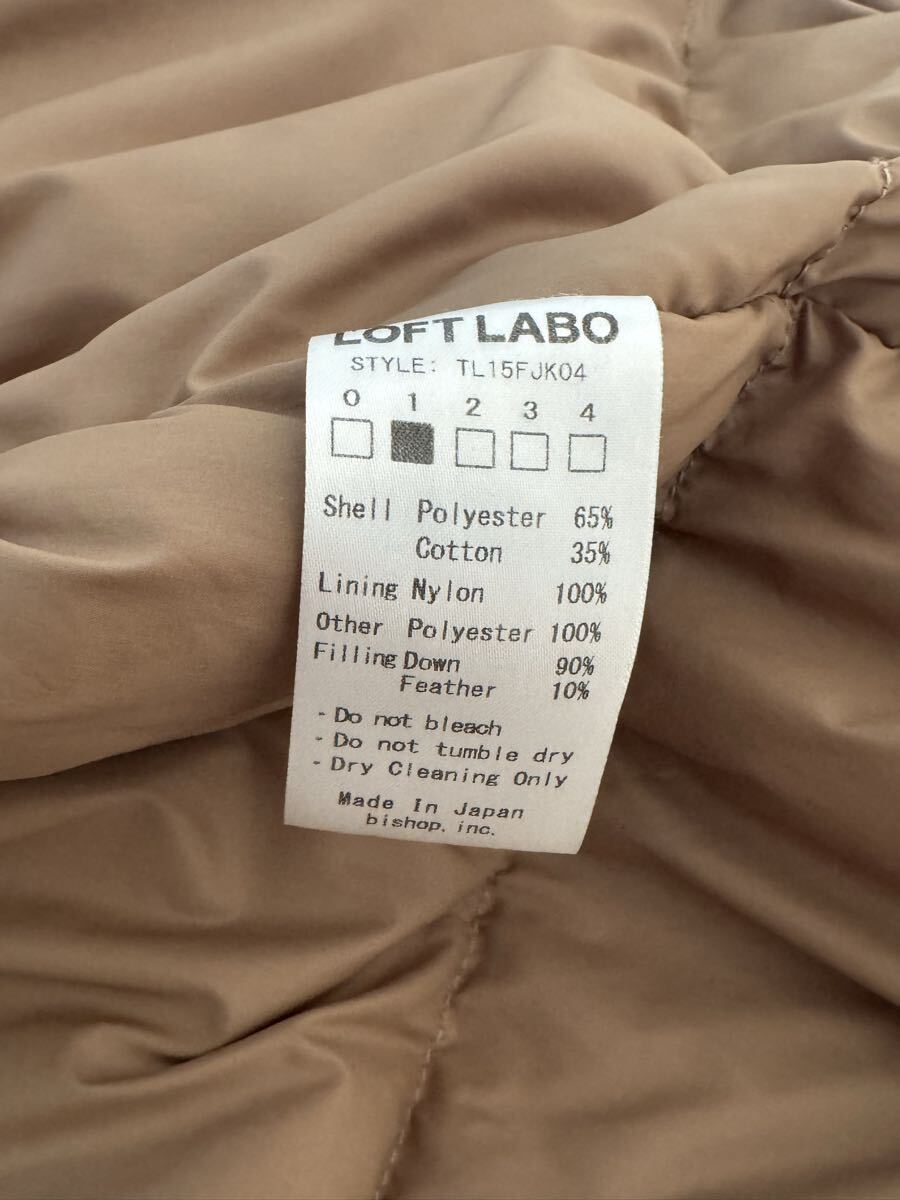 LOFT LABO
STYLE: TL15FJK04
0 1 2 3 4
Shell Polyester 65%
Cotton 35%
Lining Nylon 100%
Other Polyester 100%
Filling Down 90%
Feather 10%
- Do not bleach
- Do not tumble dry
- Dry Cleaning Only
Made In Japan
bishop. inc.